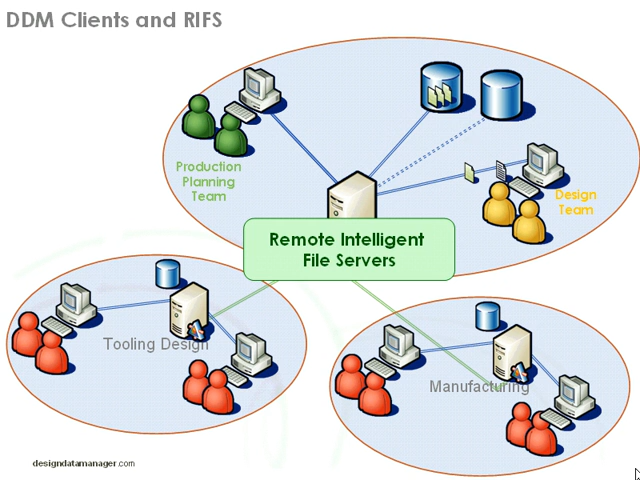 DDM Clients and RIFS
Production
Planning
Team
Design
Team
Remote Intelligent
File Servers
Tooling Design
Manufacturing
designdatamanager.com